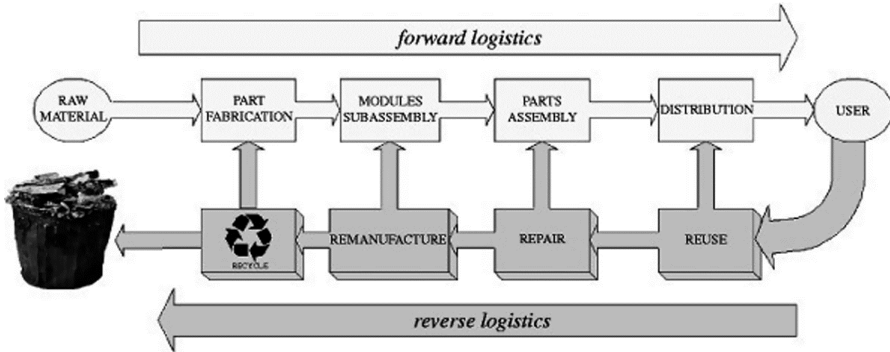 forward logistics
RAW
MATERIAL
PART
FABRICATION
MODULES
SUBASSEMBLY
PARTS
ASSEMBLY
DISTRIBUTION
USER
RECYCLE
REMANUFACTURE
REPAIR
REUSE
reverse logistics